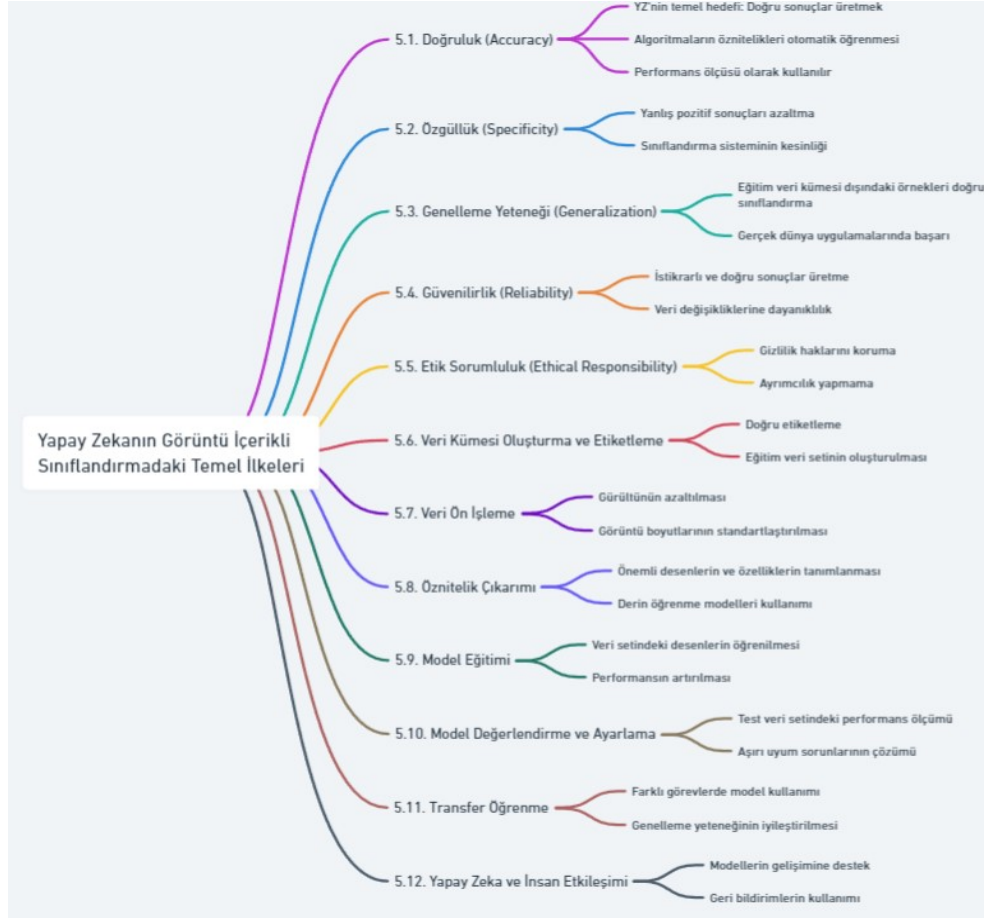 Yapay Zekanın Görüntü İçerikli
Sınıflandırmadaki Temel İlkeleri
5.1. Doğruluk (Accuracy)
YZ'nin temel hedefi: Doğru sonuçlar üretmek
Algoritmaların öznitelikleri otomatik öğrenmesi
Performans ölçüsü olarak kullanılır
5.2. Özgüllük (Specificity)
Yanlış pozitif sonuçları azaltma
Sınıflandırma sisteminin kesinliği
5.3. Genelleme Yeteneği (Generalization)
Eğitim veri kümesi dışındaki örnekleri doğru
sınıflandırma
Gerçek dünya uygulamalarında başarı
5.4. Güvenilirlik (Reliability)
İstikrarlı ve doğru sonuçlar üretme
Veri değişikliklerine dayanıklılık
5.5. Etik Sorumluluk (Ethical Responsibility)
Gizlilik haklarını koruma
Ayrımcılık yapmama
5.6. Veri Kümesi Oluşturma ve Etiketleme
Doğru etiketleme
Eğitim veri setinin oluşturulması
5.7. Veri Ön İşleme
Gürültünün azaltılması
Görüntü boyutlarının standartlaştırılması
5.8. Öznitelik Çıkarımı
Önemli desenlerin ve özelliklerin tanımlanması
Derin öğrenme modelleri kullanımı
5.9. Model Eğitimi
Veri setindeki desenlerin öğrenilmesi
Performansın artırılması
5.10. Model Değerlendirme ve Ayarlama
Test veri setindeki performans ölçümü
Aşırı uyum sorunlarının çözümü
5.11. Transfer Öğrenme
Farklı görevlerde model kullanımı
Genelleme yeteneğinin iyileştirilmesi
5.12. Yapay Zeka ve İnsan Etkileşimi
Modellerin gelişimine destek
Geri bildirimlerin kullanımı